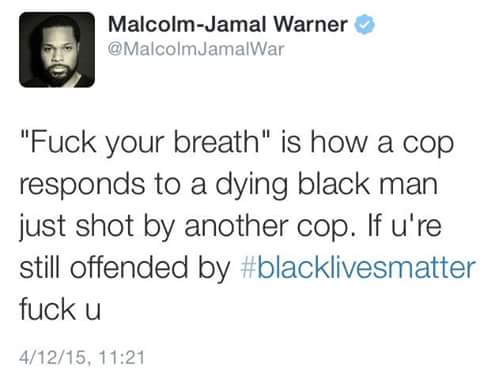 Malcolm-Jamal Warner
@MalcolmJamalWar
"Fuck your breath" is how a cop
responds to a dying black man
just shot by another cop. If u're
still offended by #blacklivesmatter
fuck u
4/12/15, 11:21